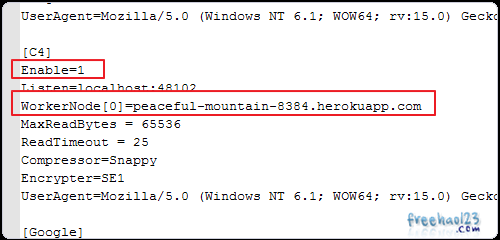 UserAgent=Mozilla/5.0 (Windows NT 6.1; WOW64; rv:15.0) Gecko
[C4]
Enable=1
Listen=localhost:48102
WorkerNode[0]=peaceful-mountain-8384.herokuapp.com
MaxReadBytes = 65536
ReadTimeout = 25
Compressor=Snappy
Encrypter=SE1
UserAgent=Mozilla/5.0 (Windows NT 6.1; WOW64; rv:15.0) Gecko
[Google]
freehao123
.com